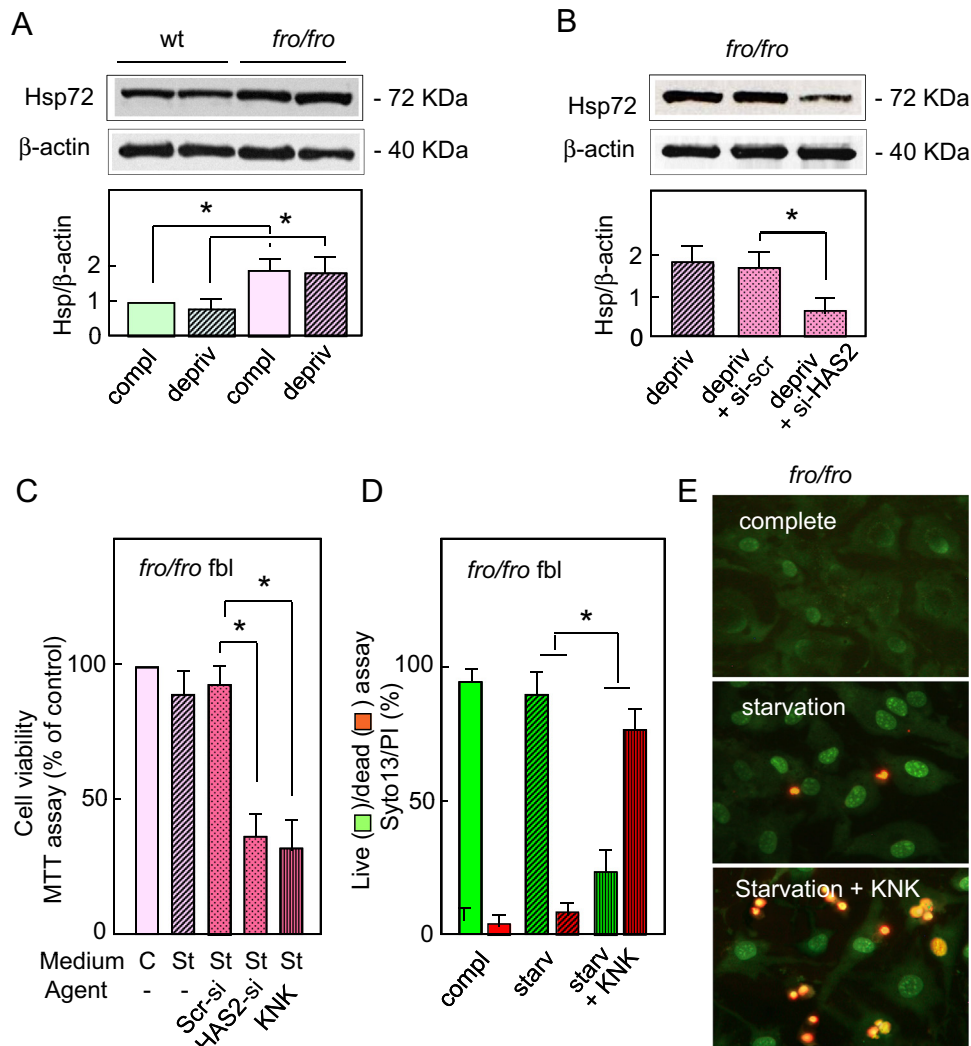 A
wt fro/fro
Hsp72 - 72 KDa
β-actin - 40 KDa
Hsp/β-actin
2
1
0
*
*
compl
depriv
compl
depriv
B
fro/fro
Hsp72 - 72 KDa
β-actin - 40 KDa
Hsp/β-actin
2
1
0
*
depriv
depriv
+ si-scr
depriv
+ si-HAS2
C
fro/fro fbl
Cell viability
MTT assay (% of control)
100
50
0
*
*
Medium C St St St St
Agent - - Scr-si HAS2-si KNK
D
fro/fro fbl
Live ( )/dead ( ) assay
Syto13/PI (%)
100
50
0
*
compl
starv
starv
+ KNK
E
fro/fro
complete
starvation
Starvation + KNK